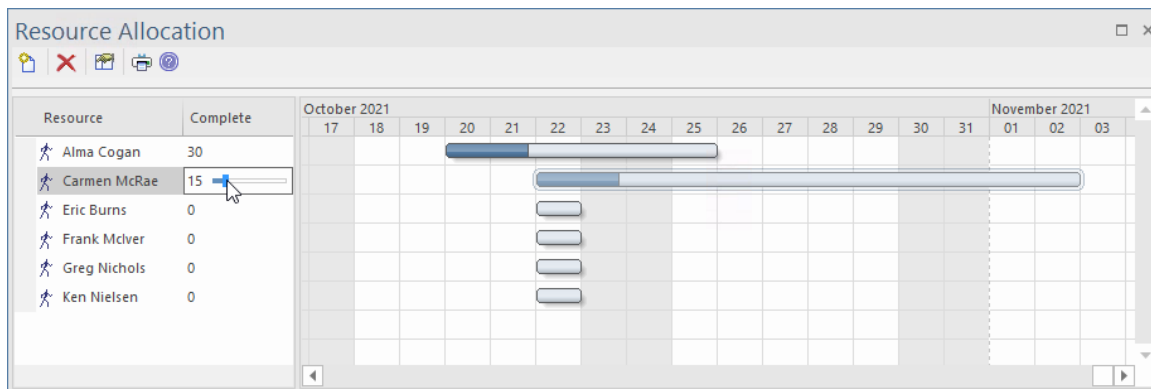 Resource Allocation
Resource Complete
October 2021 November 2021
17 18 19 20 21 22 23 24 25 26 27 28 29 30 31 01 02 03
Alma Cogan 30
Carmen McRae 15
Eric Burns 0
Frank McIver 0
Greg Nichols 0
Ken Nielsen 0